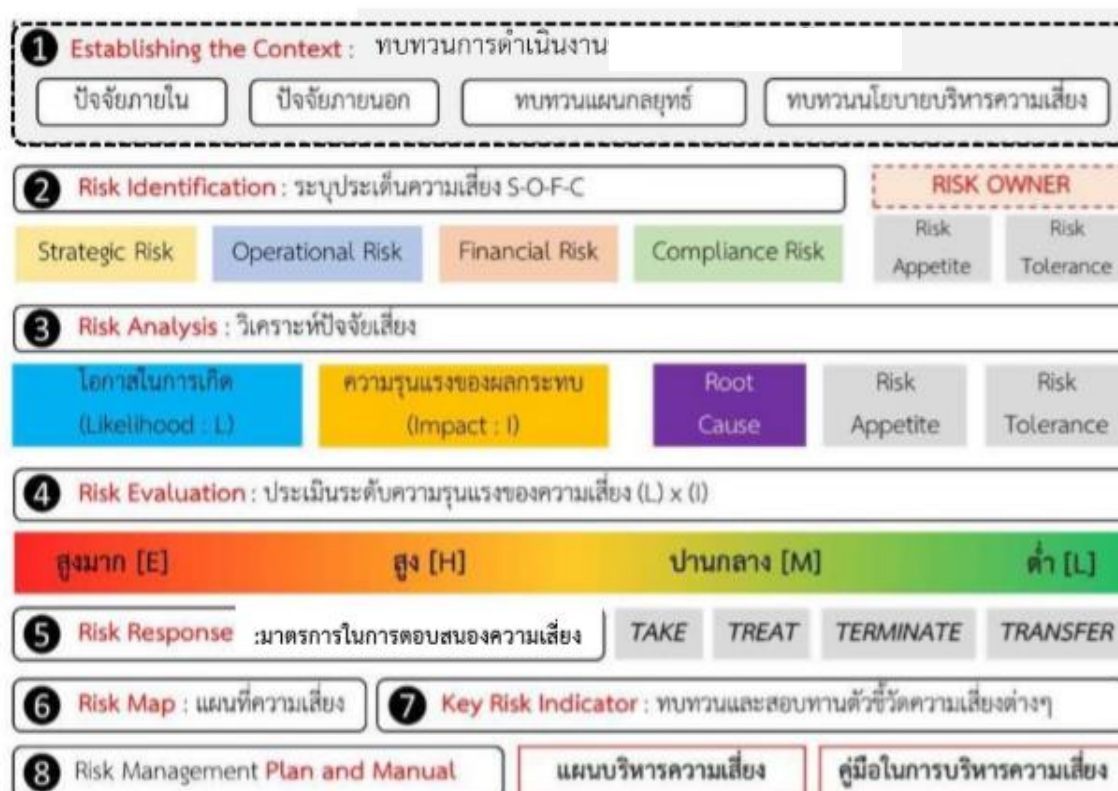 1 Establishing the Context : ทบทวนการดำเนินงาน
ปัจจัยภายใน ปัจจัยภายนอก ทบทวนแผนกลยุทธ์ ทบทวนนโยบายบริหารความเสี่ยง
2 Risk Identification : ระบุประเด็นความเสี่ยง S-O-F-C
RISK OWNER
Strategic Risk Operational Risk Financial Risk Compliance Risk
Risk Appetite
Risk Tolerance
3 Risk Analysis : วิเคราะห์ปัจจัยเสี่ยง
โอกาสในการเกิด
(Likelihood : L)
ความรุนแรงของผลกระทบ
(Impact : I)
Root
Cause
Risk
Appetite
Risk
Tolerance
4 Risk Evaluation : ประเมินระดับความรุนแรงของความเสี่ยง (L) x (I)
สูงมาก [E] สูง [H] ปานกลาง [M] ต่ำ [L]
5 Risk Response :มาตรการในการตอบสนองความเสี่ยง TAKE TREAT TERMINATE TRANSFER
6 Risk Map : แผนที่ความเสี่ยง 7 Key Risk Indicator : ทบทวนและสอบทานตัวชี้วัดความเสี่ยงต่างๆ
8 Risk Management Plan and Manual แผนบริหารความเสี่ยง คู่มือในการบริหารความเสี่ยง